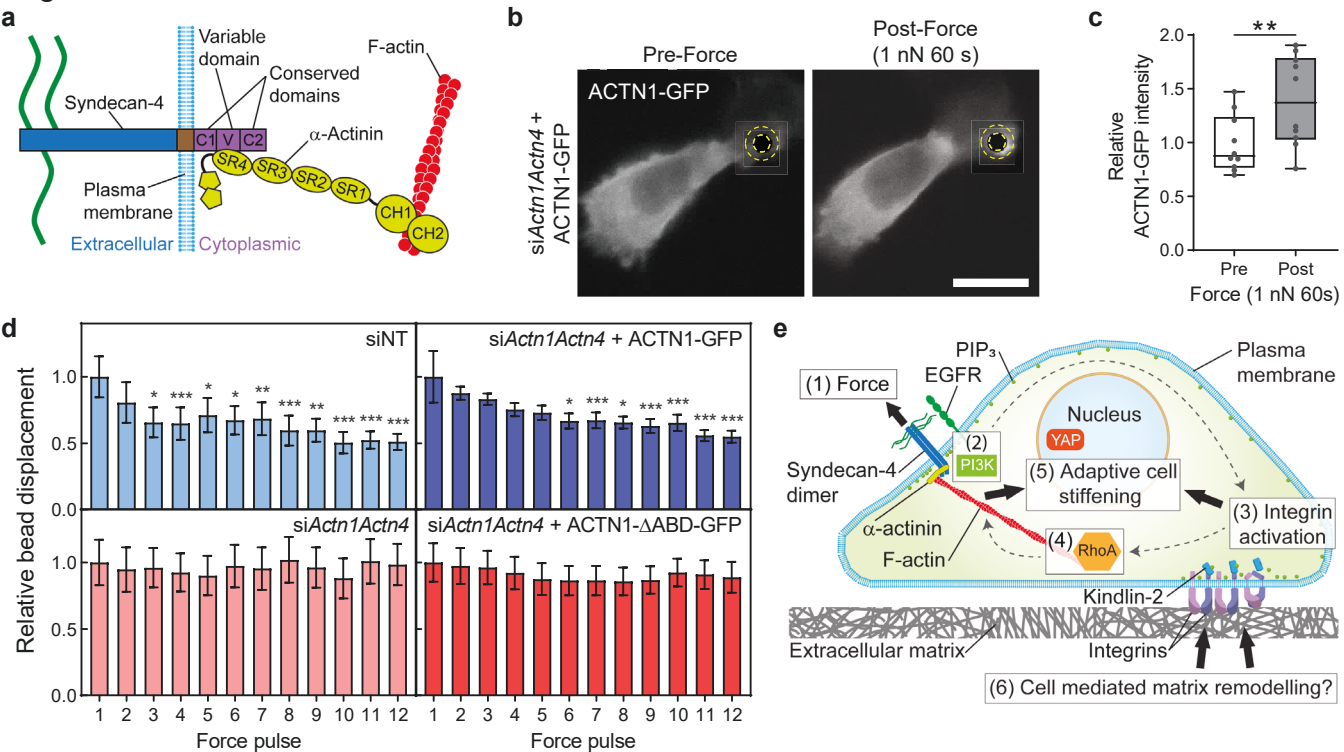 a
Variable
domain
F-actin
Conserved
domains
Syndecan-4
α-Actinin
C1 V C2
SR4 SR3 SR2 SR1
CH1
CH2
Plasma
membrane
Extracellular Cytoplasmic
b
Pre-Force
Post-Force
(1 nN 60 s)
siActn1Actn4 +
ACTN1-GFP
ACTN1-GFP
c
**
Relative
ACTN1-GFP intensity
2.0
1.5
1.0
0.5
0.0
Pre Post
Force (1 nN 60s)
d
Relative bead displacement
siNT
1.0
0.5
0.0
* *** * * ** *** ** *** *** ***
siActn1Actn4 + ACTN1-GFP
* *** * *** *** *** ***
siActn1Actn4
1.0
0.5
0.0
siActn1Actn4 + ACTN1-ΔABD-GFP
1 2 3 4 5 6 7 8 9 10 11 12
1 2 3 4 5 6 7 8 9 10 11 12
Force pulse
Force pulse
e
PIP₃
EGFR
Plasma
membrane
(1) Force
Nucleus
YAP
(2)
PI3K
Syndecan-4
dimer
(5) Adaptive cell
stiffening
α-actinin
F-actin
(3) Integrin
activation
(4) RhoA
Kindlin-2
Extracellular matrix
Integrins
(6) Cell mediated matrix remodelling?